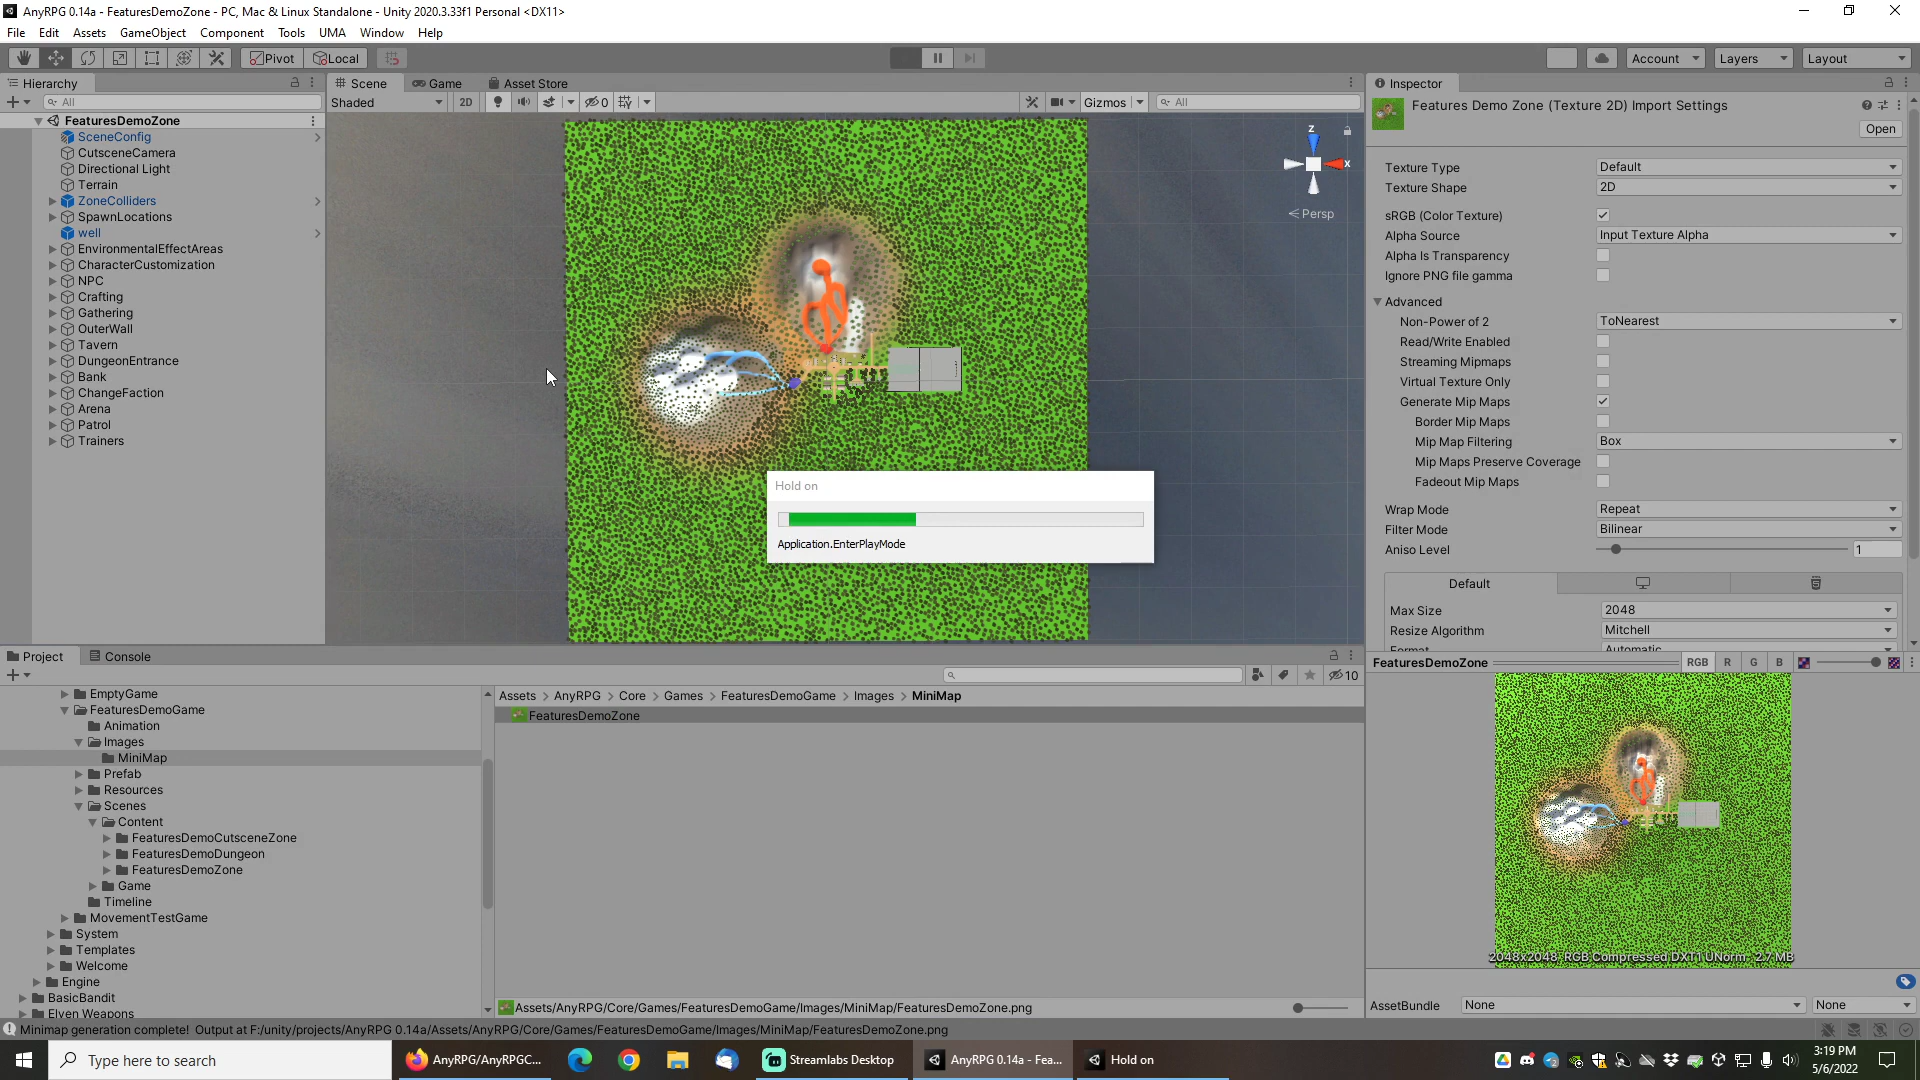 AnyRPG 0.14a - FeaturesDemoZone - PC, Mac & Linux Standalone - Unity 2020.3.33f1 Personal <DX11>
File Edit Assets GameObject Component Tools UMA Window Help
Pivot Local Account Layers Layout
Hierarchy
All
FeaturesDemoZone
SceneConfig
CutsceneCamera
Directional Light
Terrain
ZoneColliders
SpawnLocations
well
EnvironmentalEffectAreas
CharacterCustomization
NPC
Crafting
Gathering
OuterWall
Tavern
DungeonEntrance
Bank
ChangeFaction
Arena
Patrol
Trainers
Scene Game Asset Store
Shaded 2D 0 Gizmos All
z
x
Persp
Hold on
Application.EnterPlayMode
Inspector
Features Demo Zone (Texture 2D) Import Settings
Open
Texture Type Default
Texture Shape 2D
sRGB (Color Texture)
Alpha Source Input Texture Alpha
Alpha Is Transparency
Ignore PNG file gamma
Advanced
Non-Power of 2 ToNearest
Read/Write Enabled
Streaming Mipmaps
Virtual Texture Only
Generate Mip Maps
Border Mip Maps
Mip Map Filtering Box
Mip Maps Preserve Coverage
Fadeout Mip Maps
Wrap Mode Repeat
Filter Mode Bilinear
Aniso Level 1
Default
Max Size 2048
Resize Algorithm Mitchell
Format Automatic
FeaturesDemoZone RGB R G B
2048x2048 RGB Compressed DXT1 UNorm 2.7 MB
AssetBundle None None
Project Console
10
EmptyGame
FeaturesDemoGame
Animation
Images
MiniMap
Prefab
Resources
Scenes
Content
FeaturesDemoCutsceneZone
FeaturesDemoDungeon
FeaturesDemoZone
Game
Timeline
MovementTestGame
System
Templates
Welcome
Engine
BasicBandit
Elven Weapons
Assets > AnyRPG > Core > Games > FeaturesDemoGame > Images > MiniMap
FeaturesDemoZone
Assets/AnyRPG/Core/Games/FeaturesDemoGame/Images/MiniMap/FeaturesDemoZone.png
Minimap generation complete! Output at F:/unity/projects/AnyRPG 0.14a/Assets/AnyRPG/Core/Games/FeaturesDemoGame/Images/MiniMap/FeaturesDemoZone.png
Type here to search
AnyRPG/AnyRPGC...
Streamlabs Desktop
AnyRPG 0.14a - Fea...
Hold on
3:19 PM
5/6/2022